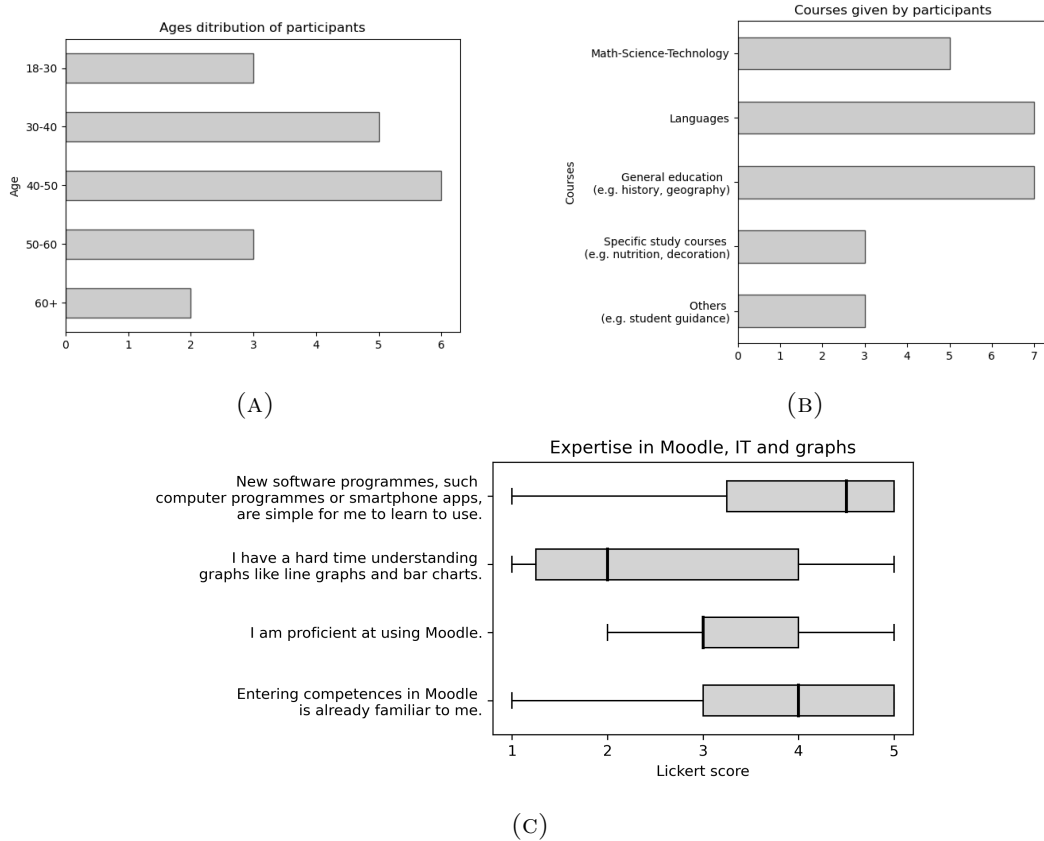 Ages ditribution of participants
18-30
30-40
40-50
50-60
60+
Age
0 1 2 3 4 5 6
(A)
Courses given by participants
Math-Science-Technology
Languages
General education
(e.g. history, geography)
Specific study courses
(e.g. nutrition, decoration)
Others
(e.g. student guidance)
Courses
0 1 2 3 4 5 6 7
(B)
Expertise in Moodle, IT and graphs
New software programmes, such
computer programmes or smartphone apps,
are simple for me to learn to use.
I have a hard time understanding
graphs like line graphs and bar charts.
I am proficient at using Moodle.
Entering competences in Moodle
is already familiar to me.
1 2 3 4 5
Lickert score
(C)